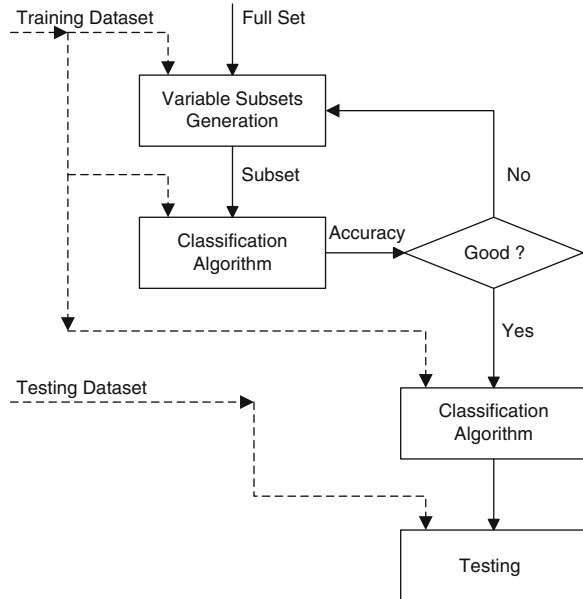 Training Dataset
Full Set
Variable Subsets
Generation
Subset
No
Classification
Algorithm
Accuracy
Good ?
Yes
Testing Dataset
Classification
Algorithm
Testing